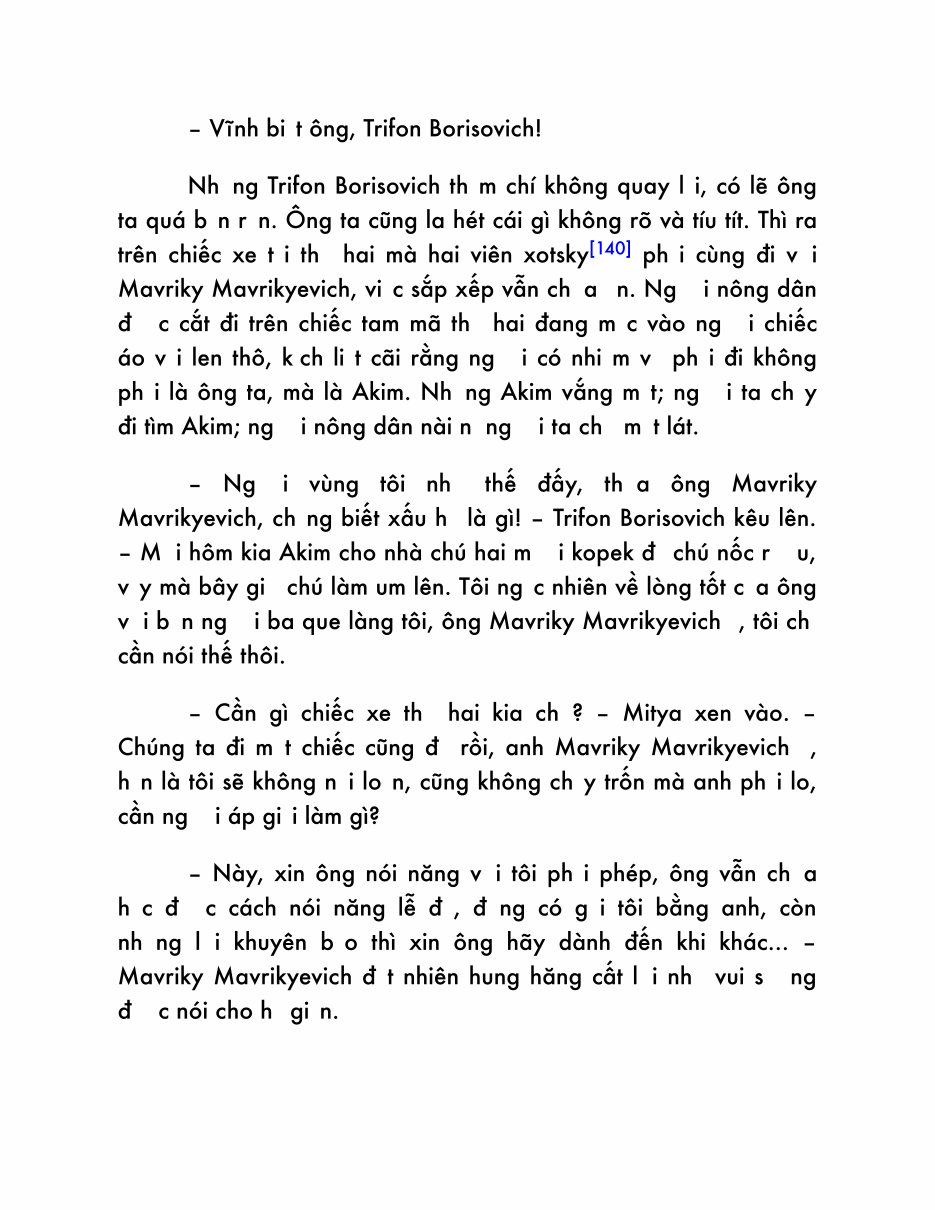 – Vĩnh bi t ông, Trifon Borisovich!
Nh ng Trifon Borisovich th m chí không quay l i, có lẽ ông
ta quá b n r n. Ông ta cũng la hét cái gì không rõ và tíu tít. Thì ra
trên chiếc xe t i th hai mà hai viên xotsky[140] ph i cùng đi v i
Mavriky Mavrikyevich, vi c sắp xếp vẫn ch a n. Ng i nông dân
đ c cắt đi trên chiếc tam mã th hai đang m c vào ng i chiếc
áo v i len thô, k ch li t cãi rằng ng i có nhi m v ph i đi không
ph i là ông ta, mà là Akim. Nh ng Akim vắng m t; ng i ta ch y
đi tìm Akim; ng i nông dân nài n ng i ta ch m t lát.
– Ng i vùng tôi nh thế đấy, th a ông Mavriky
Mavrikyevich, ch ng biết xấu h là gì! – Trifon Borisovich kêu lên.
– M i hôm kia Akim cho nhà chú hai m i kopek đ chú nốc r u,
v y mà bây gi chú làm um lên. Tôi ng c nhiên về lòng tốt c a ông
v i b n ng i ba que làng tôi, ông Mavriky Mavrikyevich , tôi ch
cần nói thế thôi.
– Cần gì chiếc xe th hai kia ch ? – Mitya xen vào. –
Chúng ta đi m t chiếc cũng đ rồi, anh Mavriky Mavrikyevich ,
h n là tôi sẽ không n i lo n, cũng không ch y trốn mà anh ph i lo,
cần ng i áp gi i làm gì?
– Này, xin ông nói năng v i tôi ph i phép, ông vẫn ch a
h c đ c cách nói năng lễ đ , đ ng có g i tôi bằng anh, còn
nh ng l i khuyên b o thì xin ông hãy dành đến khi khác... –
Mavriky Mavrikyevich đ t nhiên hung hăng cất l i nh vui s ng
đ c nói cho h gi n.